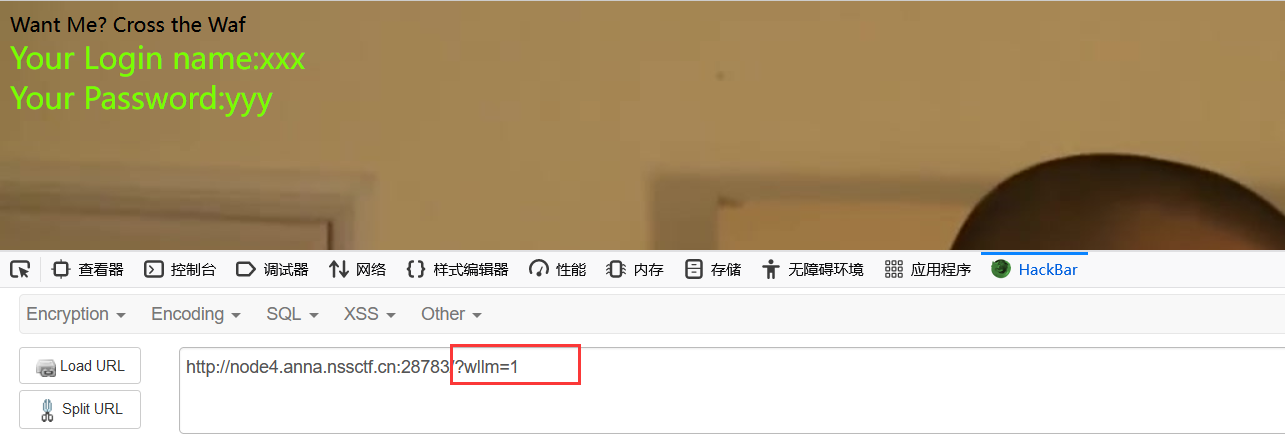 Want Me? Cross the Waf
Your Login name:xxx
Your Password:yyy
查看器 控制台 调试器 网络 样式编辑器 性能 内存 存储 无障碍环境 应用程序 HackBar
Encryption Encoding SQL XSS Other
Load URL http://node4.anna.nssctf.cn:28783/?wllm=1
Split URL